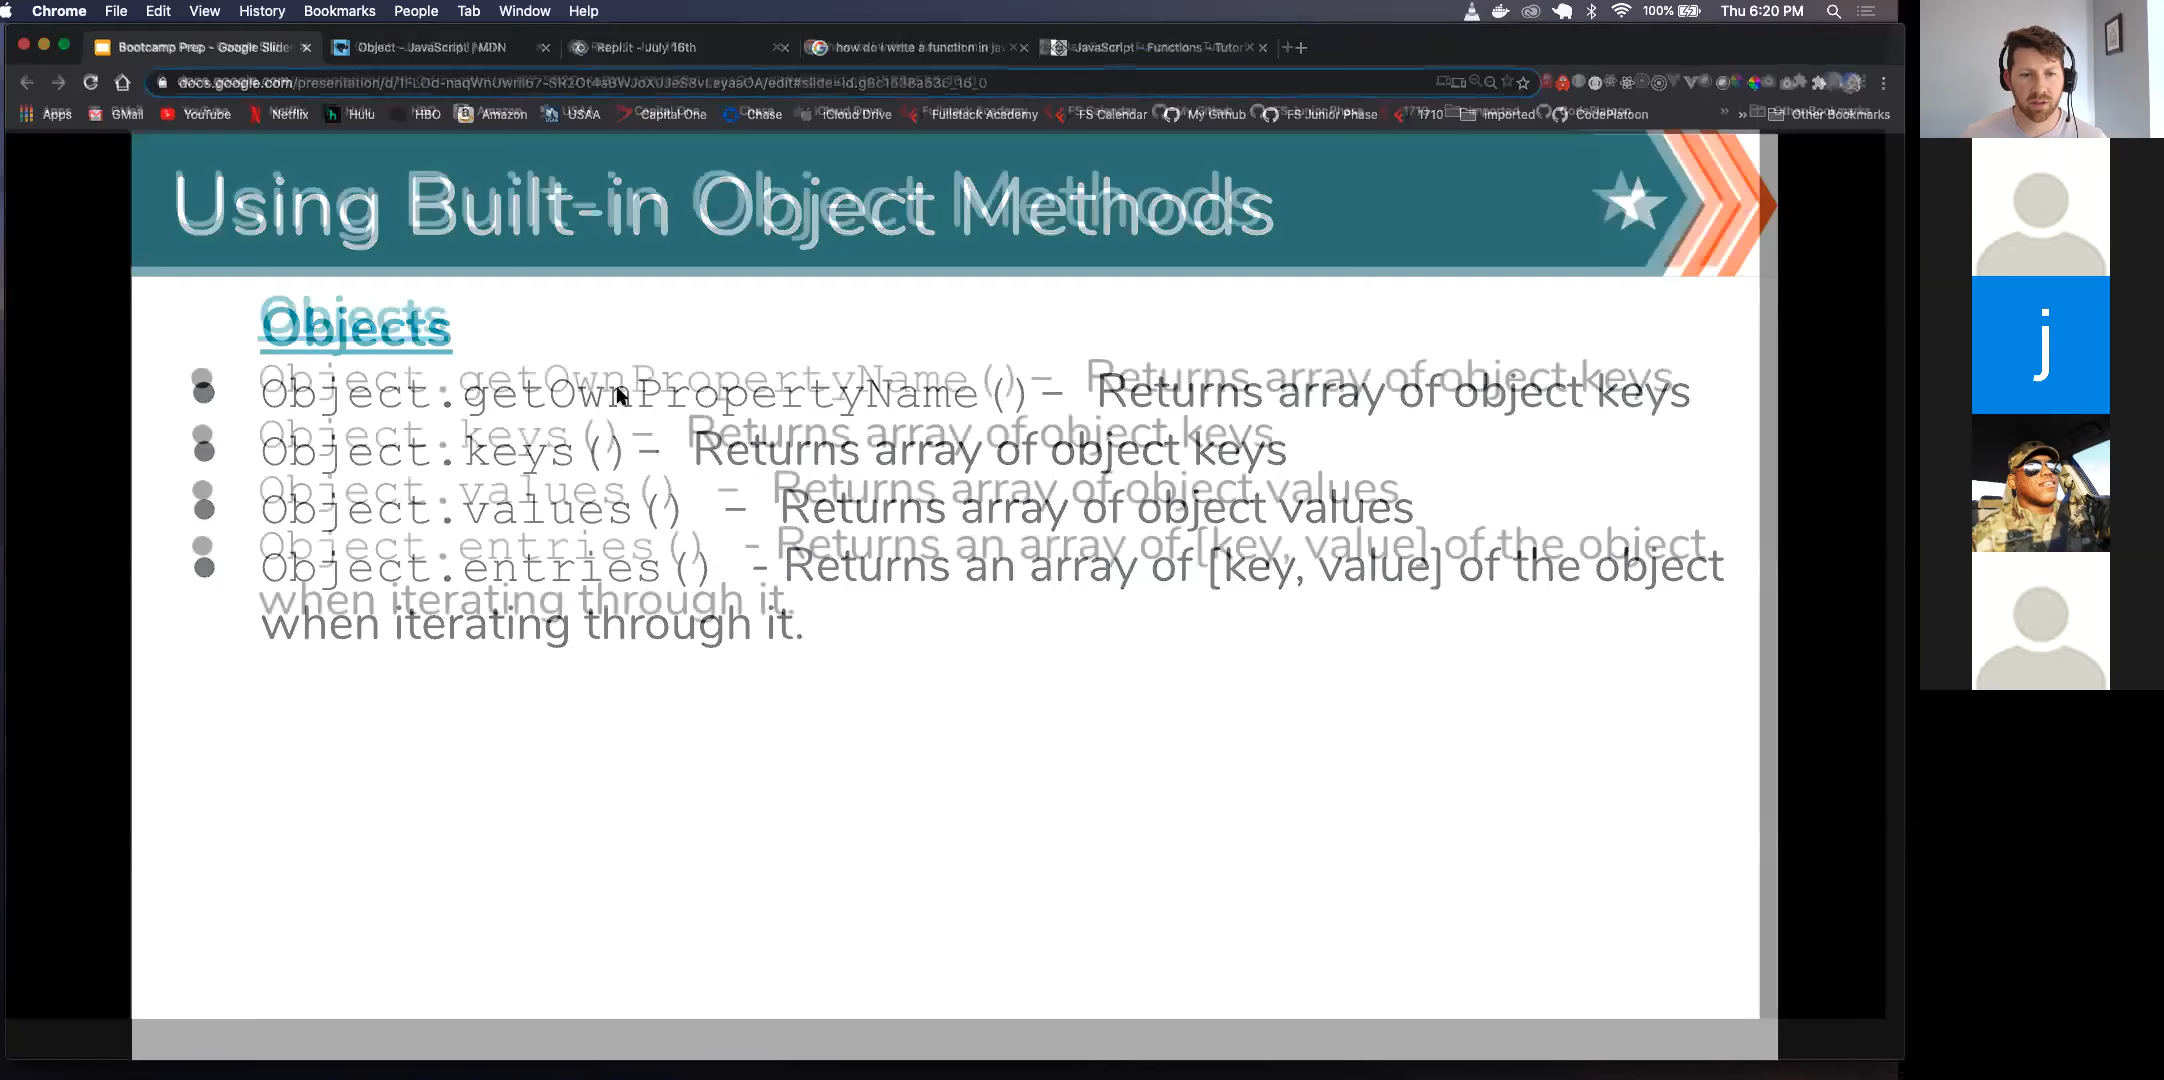 Chrome File Edit View History Bookmarks People Tab Window Help 100% Thu 6:20 PM
Bootcamp Prep - Google Slide Object - JavaScript | MDN Repl.it - July 16th how do i write a function in ja JavaScript - Functions - Tutor
docs.google.com
Apps GMail YouTube Netflix Hulu HBO Amazon USAA Capital One Chase iCloud Drive Fullstack Academy FS Calendar My Github FS Junior Phase 1710 Imported CodePlatoon » Other Bookmarks
Using Built-in Object Methods
Objects
Object.getOwnPropertyName()- Returns array of object keys
Object.keys()- Returns array of object keys
Object.values() - Returns array of object values
Object.entries() - Returns an array of [key, value] of the object
when iterating through it.
j